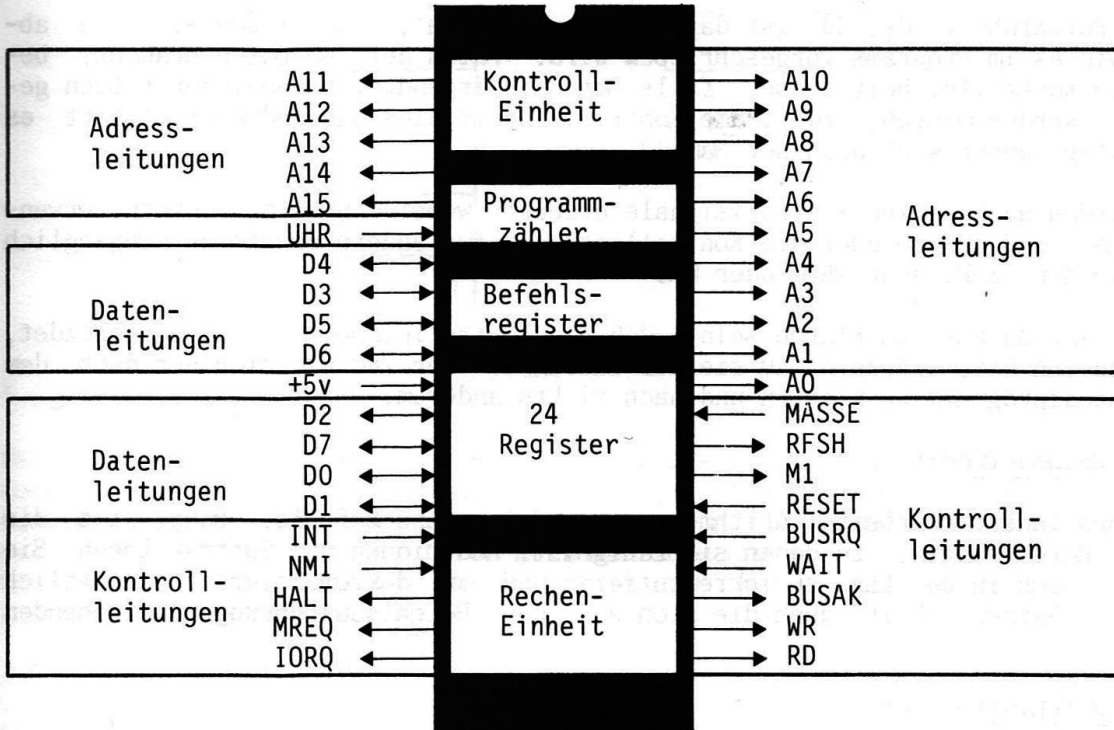 A11
A12
Adress-
A13
leitungen
A14
A15
UHR
D4
D3
Daten-
leitungen
D5
D6
+5v
D2
D7
Daten-
leitungen
D0
D1
INT
NMI
Kontroll-
leitungen
HALT
MREQ
IORQ
Kontroll-
Einheit
Programm-
zähler
Befehls-
register
24
Register
Rechen-
Einheit
A10
A9
A8
A7
A6
A5
A4
A3
A2
A1
A0
MASSE
RFSH
M1
RESET
BUSRQ
WAIT
BUSAK
WR
RD
Adress-
leitungen
Kontroll-
leitungen